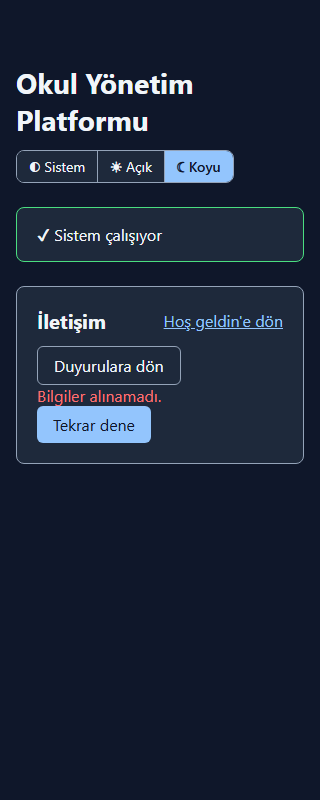 Okul Yönetim
Platformu
◐ Sistem ☀ Açık ☾ Koyu
✓ Sistem çalışıyor
İletişim Hoş geldin'e dön
Duyurulara dön
Bilgiler alınamadı.
Tekrar dene